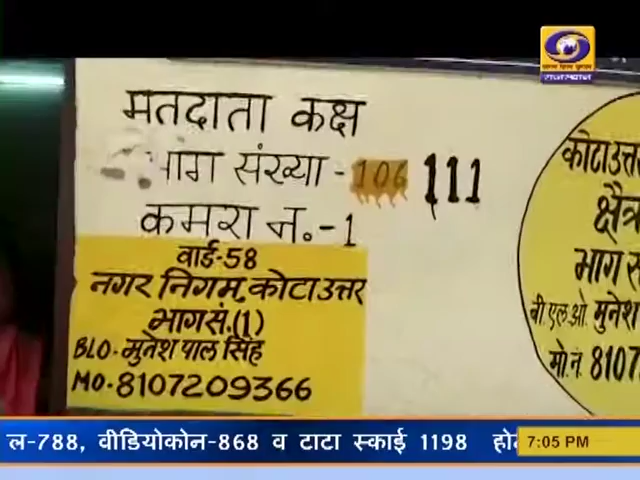 मतदाता कक्ष
भाग संख्या - 106 111
कमरा न.- 1
वार्ड-58
नगर निगम, कोटा उत्तर
भाग सं. (1)
BLO- मुनेश पाल सिंह
MO.-8107209366
कोटा उत्तर
क्षैत्र
भाग स
बी.एल.ओ. मुनेश
मो.नं. 8107
ल-788, वीडियोकोन-868 व टाटा स्काई 1198
7:05 PM